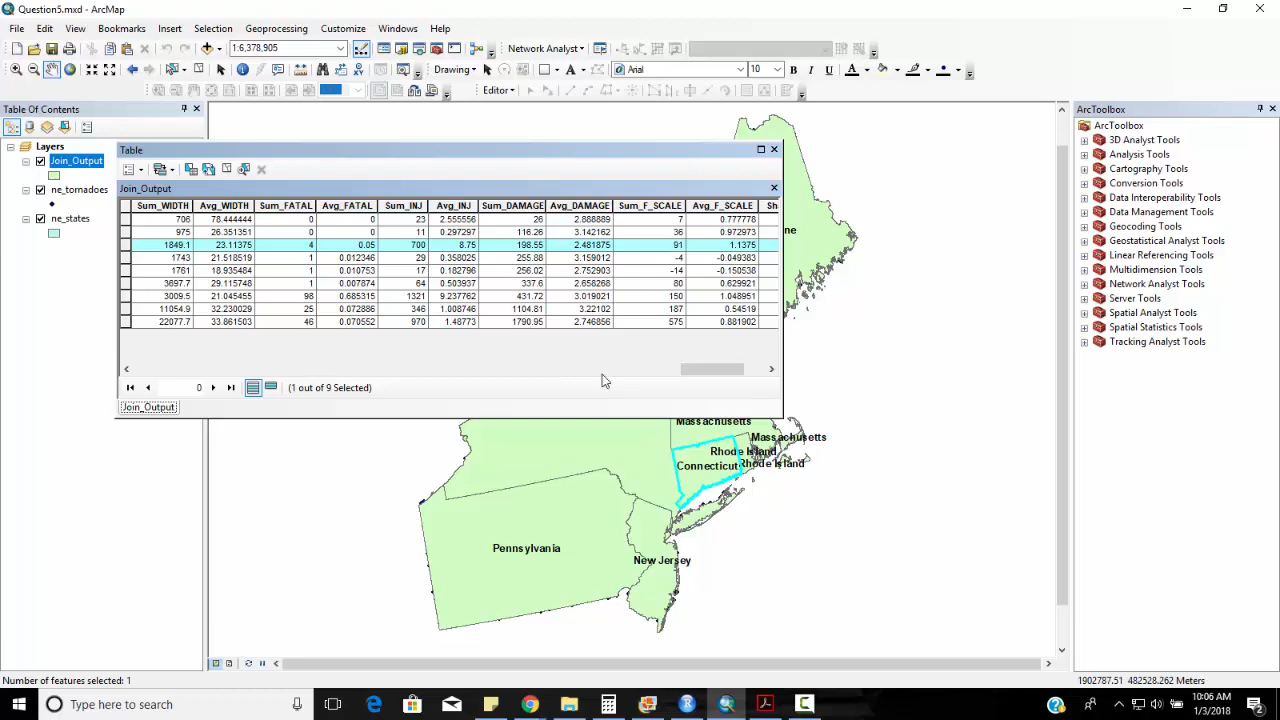 Question5.mxd - ArcMap
File Edit View Bookmarks Insert Selection Geoprocessing Customize Windows Help
1:6,378,905 Network Analyst
Drawing A Arial 10 B I U A
Editor
Table Of Contents
Layers
Join_Output
ne_tornadoes
ne_states
Table
Join_Output
Sum_WIDTH Avg_WIDTH Sum_FATAL Avg_FATAL Sum_INJ Avg_INJ Sum_DAMAGE Avg_DAMAGE Sum_F_SCALE Avg_F_SCALE Sh
706 78.444444 0 0 23 2.555556 26 2.888889 7 0.777778
975 26.351351 0 0 11 0.297297 116.26 3.142162 36 0.972973
1849.1 23.11375 4 0.05 700 8.75 198.55 2.481875 91 1.1375
1743 21.518519 1 0.012346 29 0.358025 255.88 3.159012 -4 -0.049383
1761 18.935484 1 0.010753 17 0.182796 256.02 2.752903 -14 -0.150538
3697.7 29.115748 1 0.007874 64 0.503937 337.6 2.658268 80 0.629921
3009.5 21.045455 98 0.685315 1321 9.237762 431.72 3.019021 150 1.048951
11054.9 32.230029 25 0.072886 346 1.008746 1104.81 3.22102 187 0.54519
22077.7 33.861503 46 0.070552 970 1.48773 1790.95 2.746856 575 0.881902
0 (1 out of 9 Selected)
Join_Output
ne
Massachusetts
Massachusetts
Rhode Island
Connecticut
Rhode Island
Pennsylvania
New Jersey
ArcToolbox
ArcToolbox
3D Analyst Tools
Analysis Tools
Cartography Tools
Conversion Tools
Data Interoperability Tools
Data Management Tools
Geocoding Tools
Geostatistical Analyst Tools
Linear Referencing Tools
Multidimension Tools
Network Analyst Tools
Server Tools
Spatial Analyst Tools
Spatial Statistics Tools
Tracking Analyst Tools
Number of features selected: 1
1902787.51 482528.262 Meters
Type here to search
10:06 AM
1/3/2018